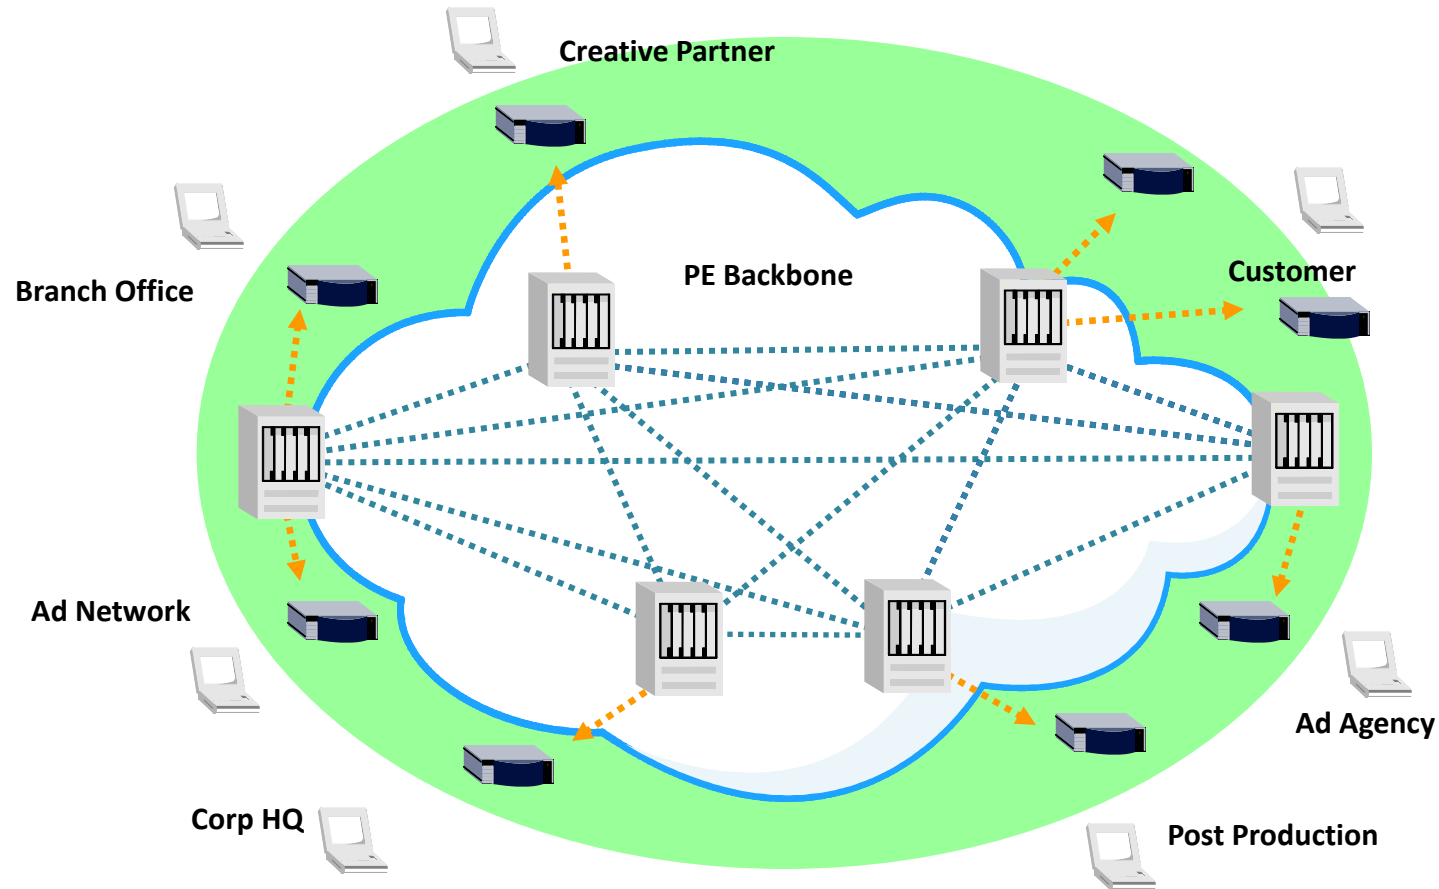 Creative Partner
PE Backbone
Customer
Branch Office
Ad Network
Ad Agency
Corp HQ
Post Production